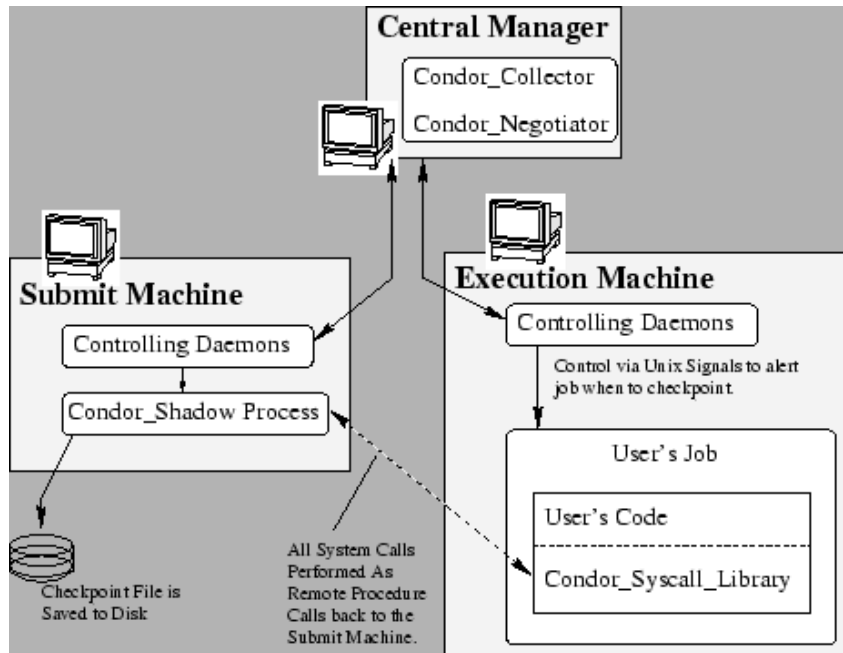 Central Manager
Condor_Collector
Condor_Negotiator
Submit Machine
Controlling Daemons
Condor_Shadow Process
Checkpoint File is
Saved to Disk
All System Calls
Performed As
Remote Procedure
Calls back to the
Submit Machine.
Execution Machine
Controlling Daemons
Control via Unix Signals to alert
job when to checkpoint.
User's Job
User's Code
Condor_Syscall_Library